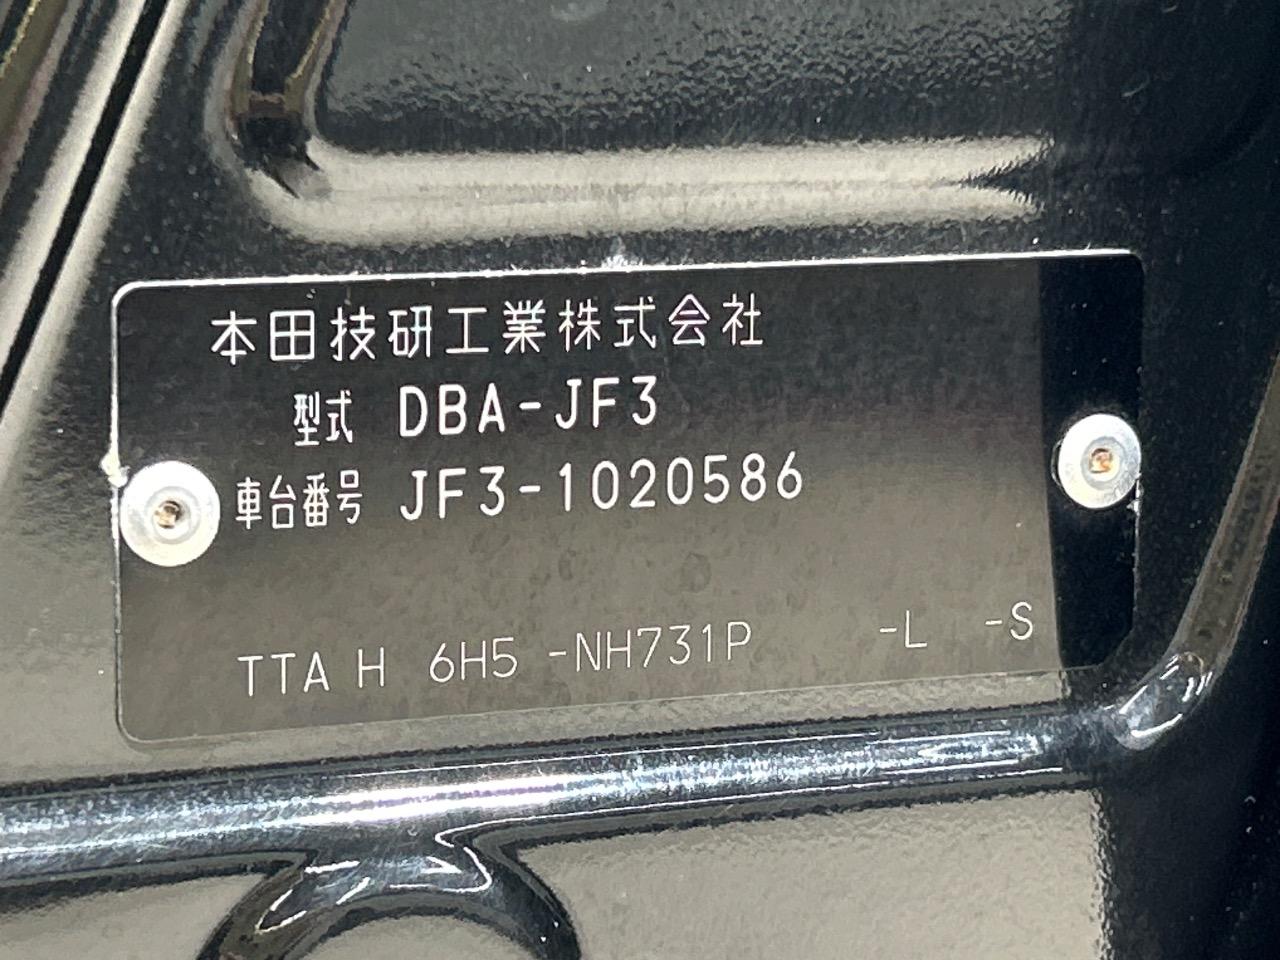 本田技研工業株式会社
型式 DBA-JF3
車台番号 JF3-1020586
TTA H 6H5 -NH731P -L -S